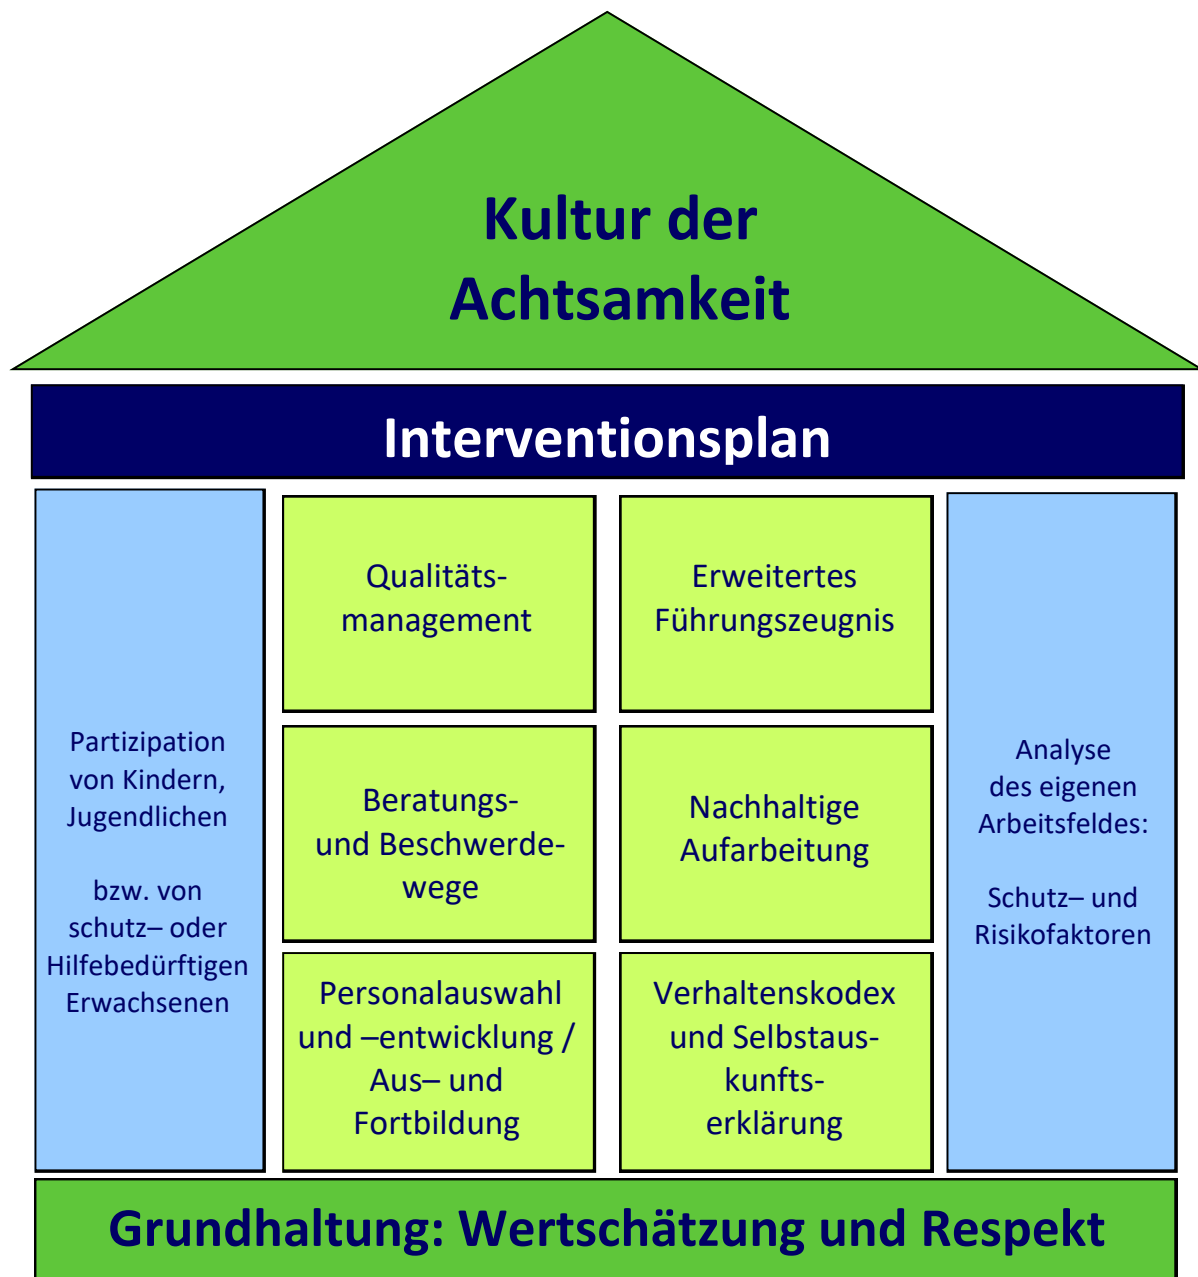 Kultur der
Achtsamkeit
Interventionsplan
Partizipation
von Kindern,
Jugendlichen
bzw. von
schutz– oder
Hilfebedürftigen
Erwachsenen
Qualitäts-
management
Erweitertes
Führungszeugnis
Beratungs-
und Beschwerde-
wege
Nachhaltige
Aufarbeitung
Personalauswahl
und –entwicklung /
Aus– und
Fortbildung
Verhaltenskodex
und Selbstaus-
kunfts-
erklärung
Analyse
des eigenen
Arbeitsfeldes:
Schutz– und
Risikofaktoren
Grundhaltung: Wertschätzung und Respekt